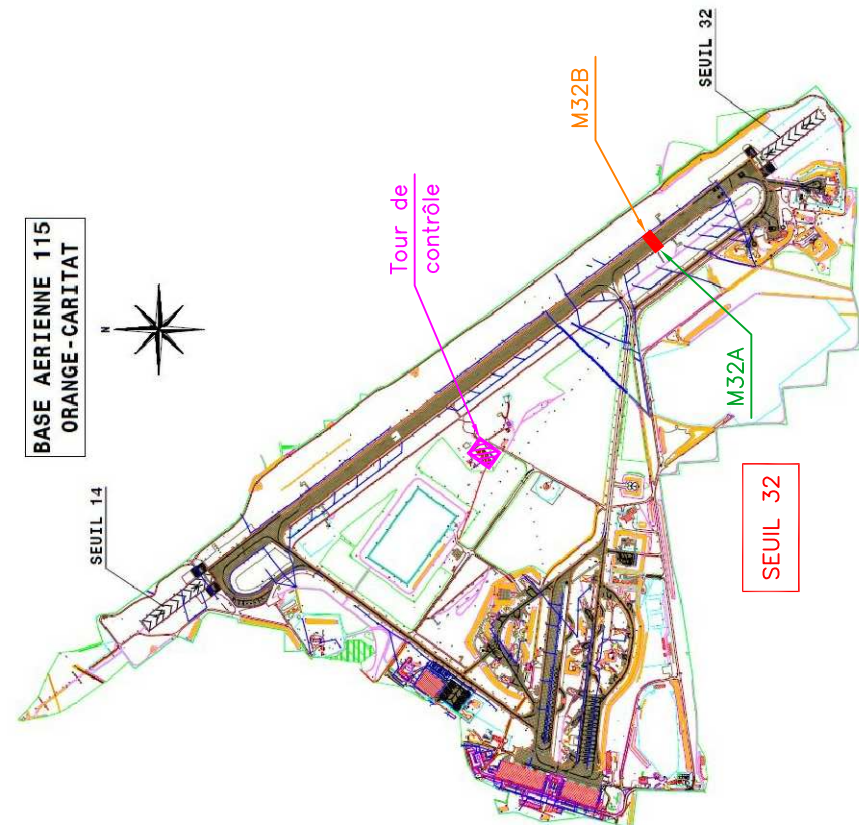 BASE AERIENNE 115
ORANGE-CARITAT
N
SEUIL 14
Tour de
contrôle
M32B
SEUIL 32
M32A
SEUIL 32